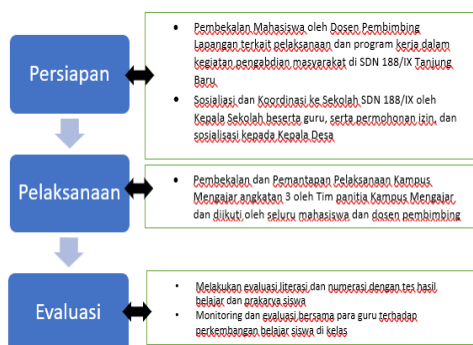 Persiapan
• Pembekalan Mahasiswa oleh Dosen Pembimbing
Lapangan terkait pelaksanaan dan program kerja dalam
kegiatan pengabdian masyarakat di SDN 188/IX Tanjung
Baru
• Sosialiasi dan Koordinasi ke Sekolah SDN 188/IX oleh
Kepala Sekolah beserta guru, serta permohonan izin, dan
sosialisasi kepada Kepala Desa
Pelaksanaan
• Pembekalan dan Pemantapan Pelaksanaan Kampus
Mengajar angkatan 3 oleh Tim panitia Kampus Mengajar
dan diikuti oleh seluru mahasiswa dan dosen pembimbing
Evaluasi
• Melakukan evaluasi literasi dan numerasi dengan tes hasil
belajar dan prakarya siswa
• Monitoring dan evaluasi bersama para guru terhadap
perkembangan belajar siswa di kelas